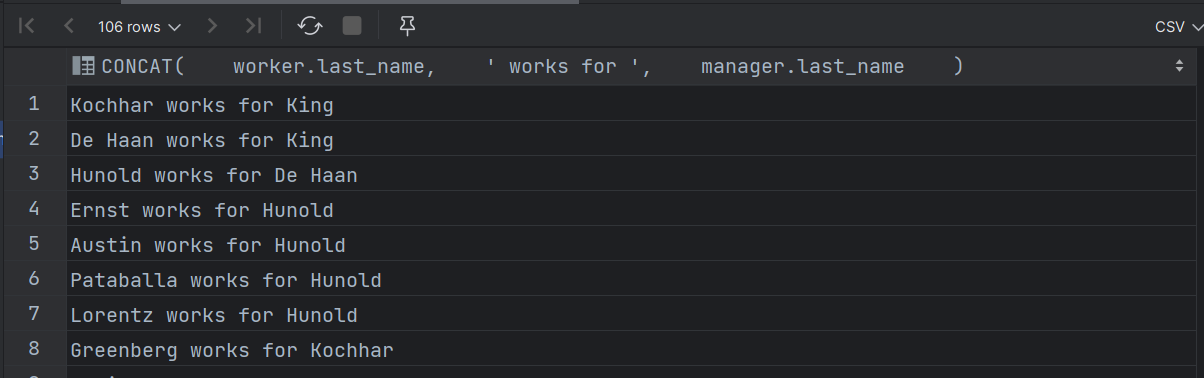 106 rows CSV
CONCAT(    worker.last_name,    ' works for ',    manager.last_name    )
1 Kochhar works for King
2 De Haan works for King
3 Hunold works for De Haan
4 Ernst works for Hunold
5 Austin works for Hunold
6 Pataballa works for Hunold
7 Lorentz works for Hunold
8 Greenberg works for Kochhar